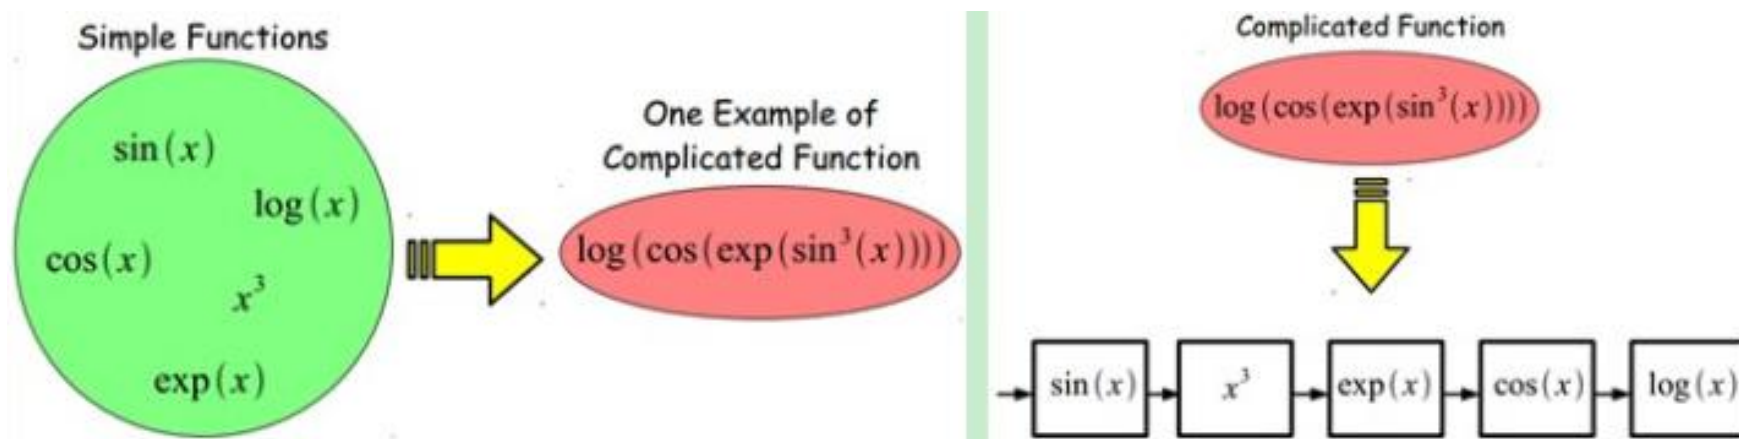 Simple Functions
sin(x)
log(x)
cos(x)
x³
exp(x)
One Example of
Complicated Function
log(cos(exp(sin³(x))))
Complicated Function
log(cos(exp(sin³(x))))
sin(x)
x³
exp(x)
cos(x)
log(x)